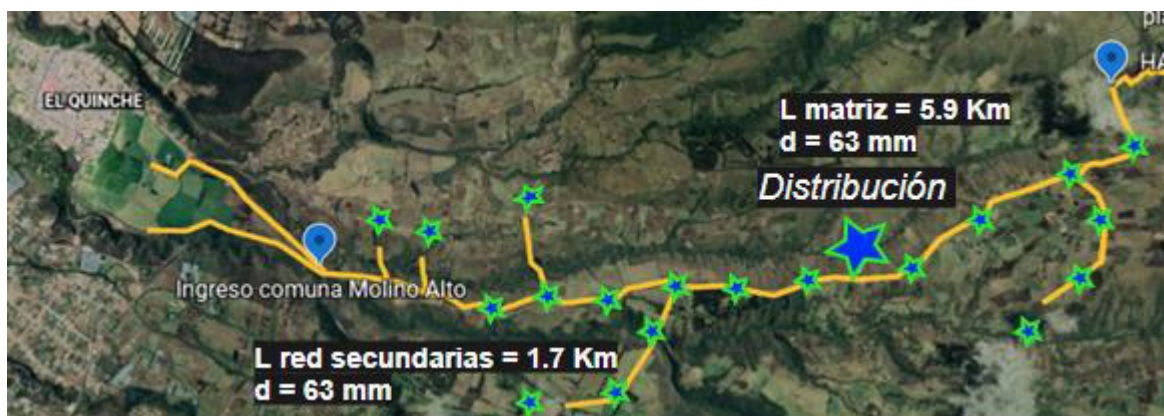 EL QUINCHE
L matriz = 5.9 Km
d = 63 mm
Distribución
Ingreso comuna Molino Alto
L red secundarias = 1.7 Km
d = 63 mm